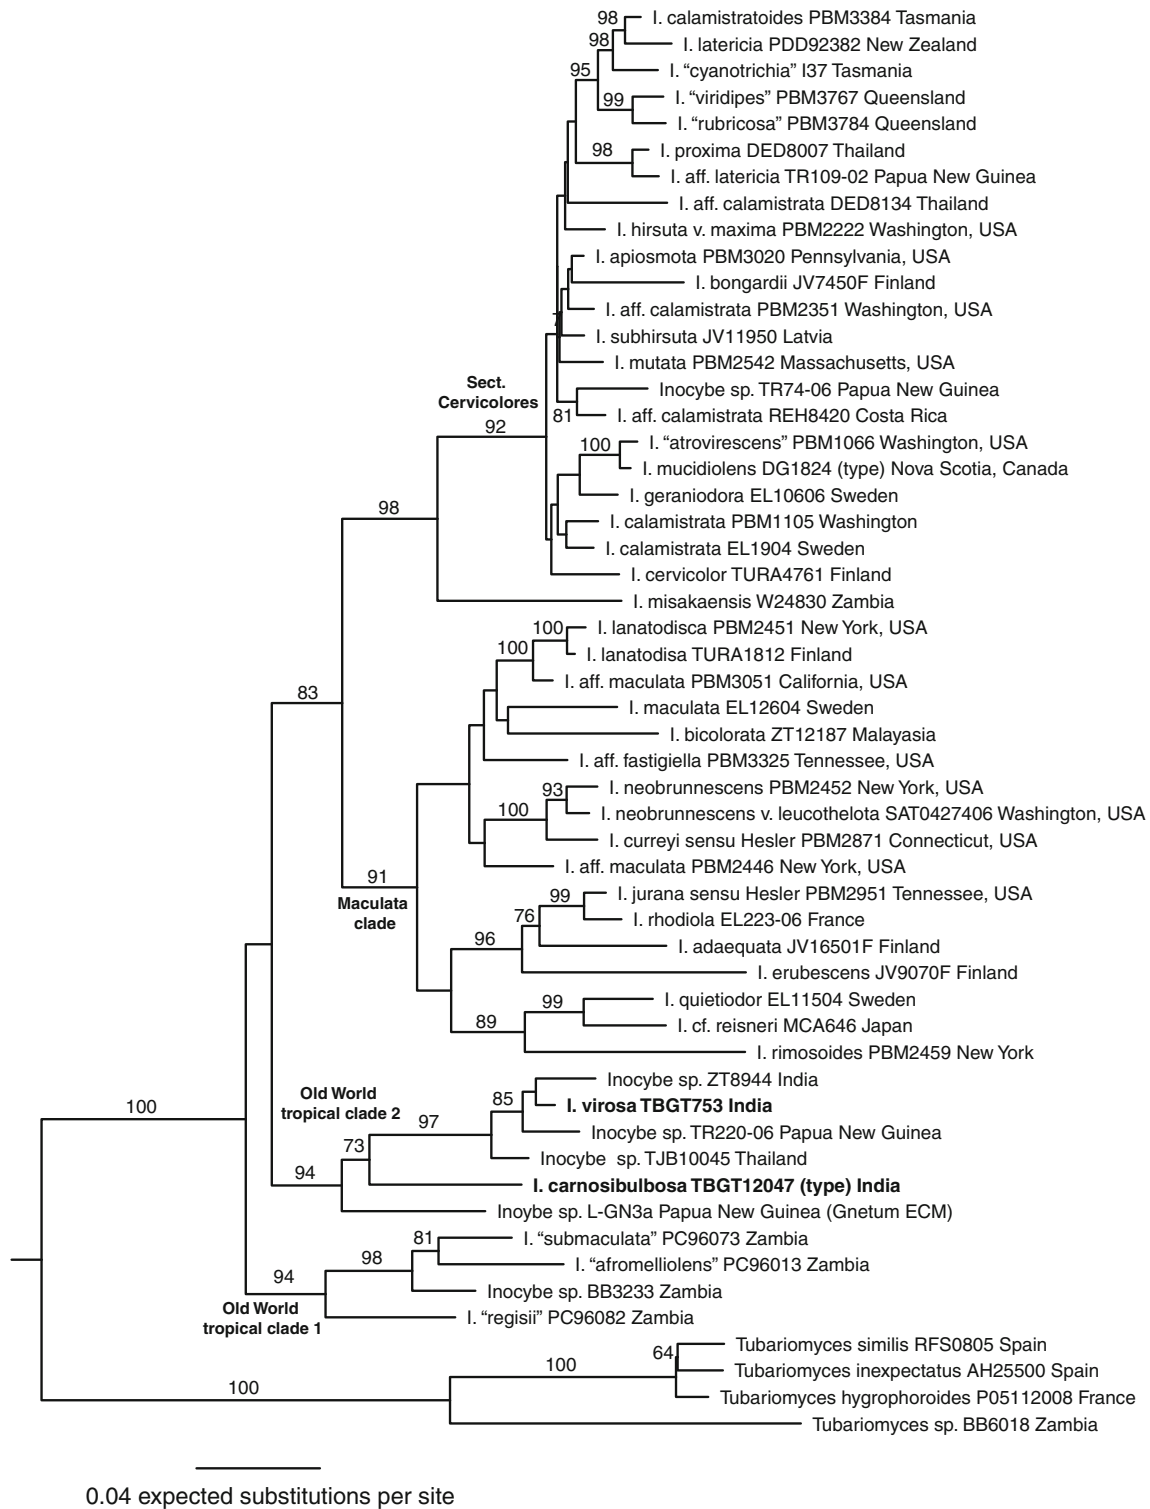 98
I. calamistratoides PBM3384 Tasmania
98
I. latericia PDD92382 New Zealand
95
I. “cyanotrichia” I37 Tasmania
99
I. “viridipes” PBM3767 Queensland
I. “rubricosa” PBM3784 Queensland
98
I. proxima DED8007 Thailand
I. aff. latericia TR109-02 Papua New Guinea
I. aff. calamistrata DED8134 Thailand
I. hirsuta v. maxima PBM2222 Washington, USA
I. apiosmota PBM3020 Pennsylvania, USA
I. bongardii JV7450F Finland
I. aff. calamistrata PBM2351 Washington, USA
I. subhirsuta JV11950 Latvia
I. mutata PBM2542 Massachusetts, USA
Sect.
Cervicolores
92
Inocybe sp. TR74-06 Papua New Guinea
81
I. aff. calamistrata REH8420 Costa Rica
100
I. “atrovirescens” PBM1066 Washington, USA
I. mucidiolens DG1824 (type) Nova Scotia, Canada
I. geraniodora EL10606 Sweden
98
I. calamistrata PBM1105 Washington
I. calamistrata EL1904 Sweden
I. cervicolor TURA4761 Finland
I. misakaensis W24830 Zambia
100
I. lanatodisca PBM2451 New York, USA
100
I. lanatodisa TURA1812 Finland
I. aff. maculata PBM3051 California, USA
83
I. maculata EL12604 Sweden
I. bicolorata ZT12187 Malayasia
I. aff. fastigiella PBM3325 Tennessee, USA
93
I. neobrunnescens PBM2452 New York, USA
100
I. neobrunnescens v. leucothelota SAT0427406 Washington, USA
I. curreyi sensu Hesler PBM2871 Connecticut, USA
I. aff. maculata PBM2446 New York, USA
91
Maculata
clade
99
I. jurana sensu Hesler PBM2951 Tennessee, USA
76
I. rhodiola EL223-06 France
96
I. adaequata JV16501F Finland
I. erubescens JV9070F Finland
99
I. quietiodor EL11504 Sweden
89
I. cf. reisneri MCA646 Japan
I. rimosoides PBM2459 New York
Old World
tropical clade 2
100
Inocybe sp. ZT8944 India
85
I. virosa TBGT753 India
97
Inocybe sp. TR220-06 Papua New Guinea
73
Inocybe sp. TJB10045 Thailand
94
I. carnosibulbosa TBGT12047 (type) India
Inoybe sp. L-GN3a Papua New Guinea (Gnetum ECM)
81
I. “submaculata” PC96073 Zambia
98
I. “afromelliolens” PC96013 Zambia
94
Inocybe sp. BB3233 Zambia
Old World
tropical clade 1
I. “regisii” PC96082 Zambia
64
Tubariomyces similis RFS0805 Spain
100
Tubariomyces inexpectatus AH25500 Spain
100
Tubariomyces hygrophoroides P05112008 France
Tubariomyces sp. BB6018 Zambia
0.04 expected substitutions per site